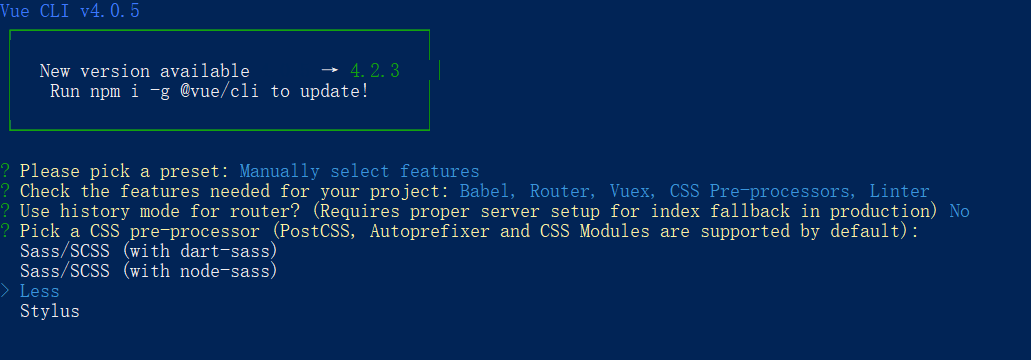 Vue CLI v4.0.5
New version available → 4.2.3
Run npm i -g @vue/cli to update!
? Please pick a preset: Manually select features
? Check the features needed for your project: Babel, Router, Vuex, CSS Pre-processors, Linter
? Use history mode for router? (Requires proper server setup for index fallback in production) No
? Pick a CSS pre-processor (PostCSS, Autoprefixer and CSS Modules are supported by default):
Sass/SCSS (with dart-sass)
Sass/SCSS (with node-sass)
> Less
Stylus